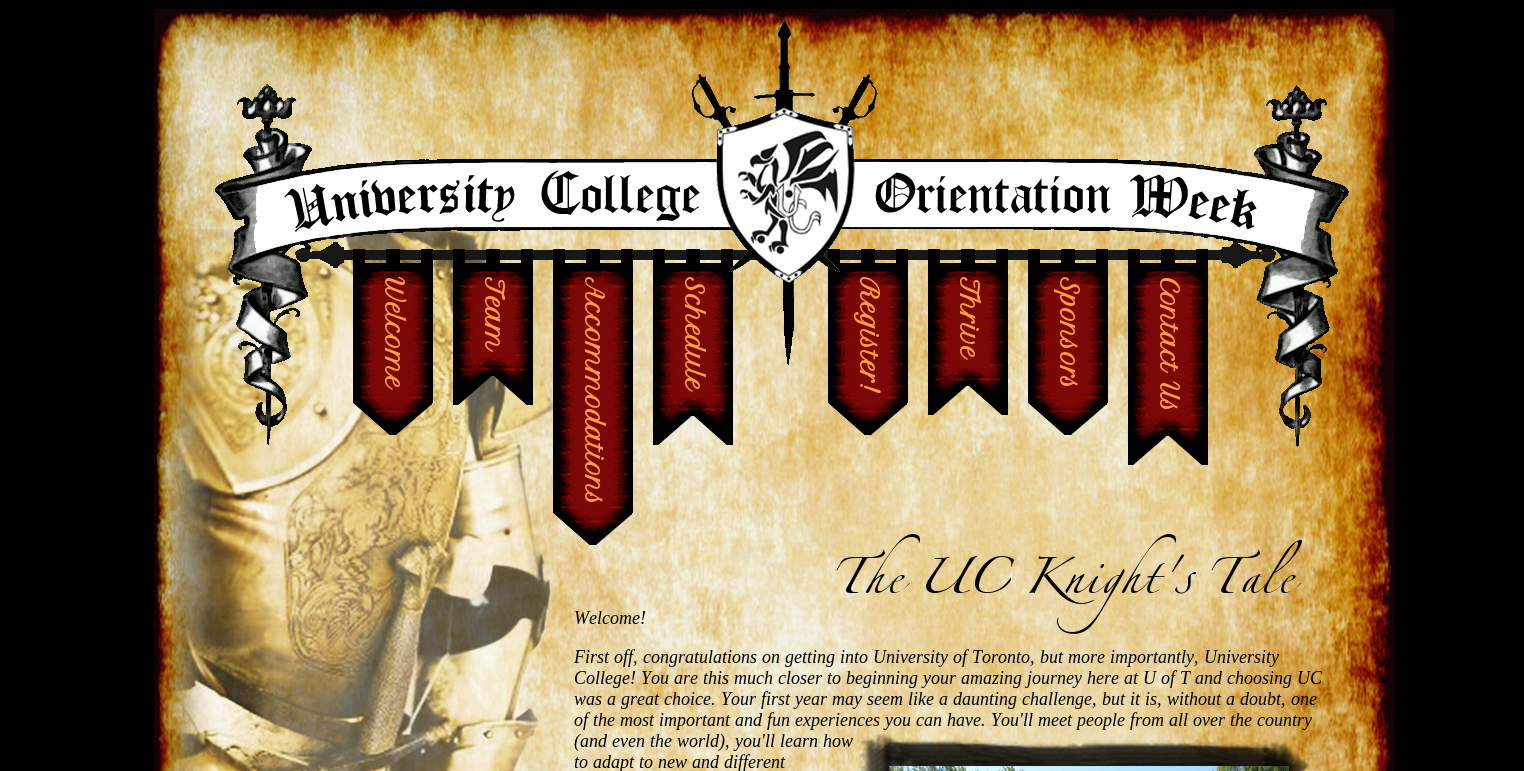 University College Orientation Week
Welcome
Team
Accommodations
Schedule
Register!
Thrive
Sponsors
Contact Us
The UC Knight's Tale
Welcome!
First off, congratulations on getting into University of Toronto, but more importantly, University
College! You are this much closer to beginning your amazing journey here at U of T and choosing UC
was a great choice. Your first year may seem like a daunting challenge, but it is, without a doubt, one
of the most important and fun experiences you can have. You'll meet people from all over the country
(and even the world), you'll learn how
to adapt to new and different